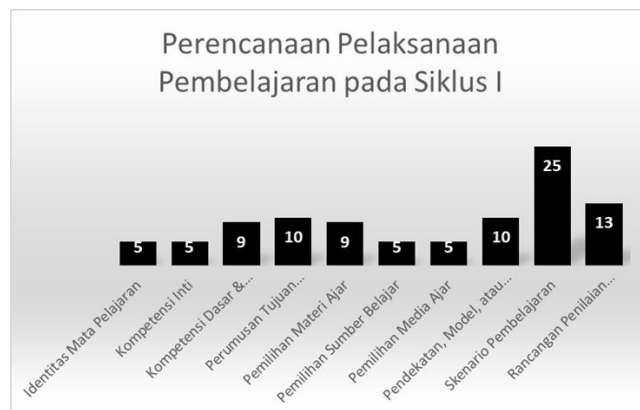 Perencanaan Pelaksanaan
Pembelajaran pada Siklus I
5
5
9
10
9
5
5
10
25
13
Identitas Mata Pelajaran
Kompetensi Inti
Kompetensi Dasar &...
Perumusan Tujuan...
Pemilihan Materi Ajar
Pemilihan Sumber Belajar
Pemilihan Media Ajar
Pendekatan, Model, atau...
Skenario Pembelajaran
Rancangan Penilaian...